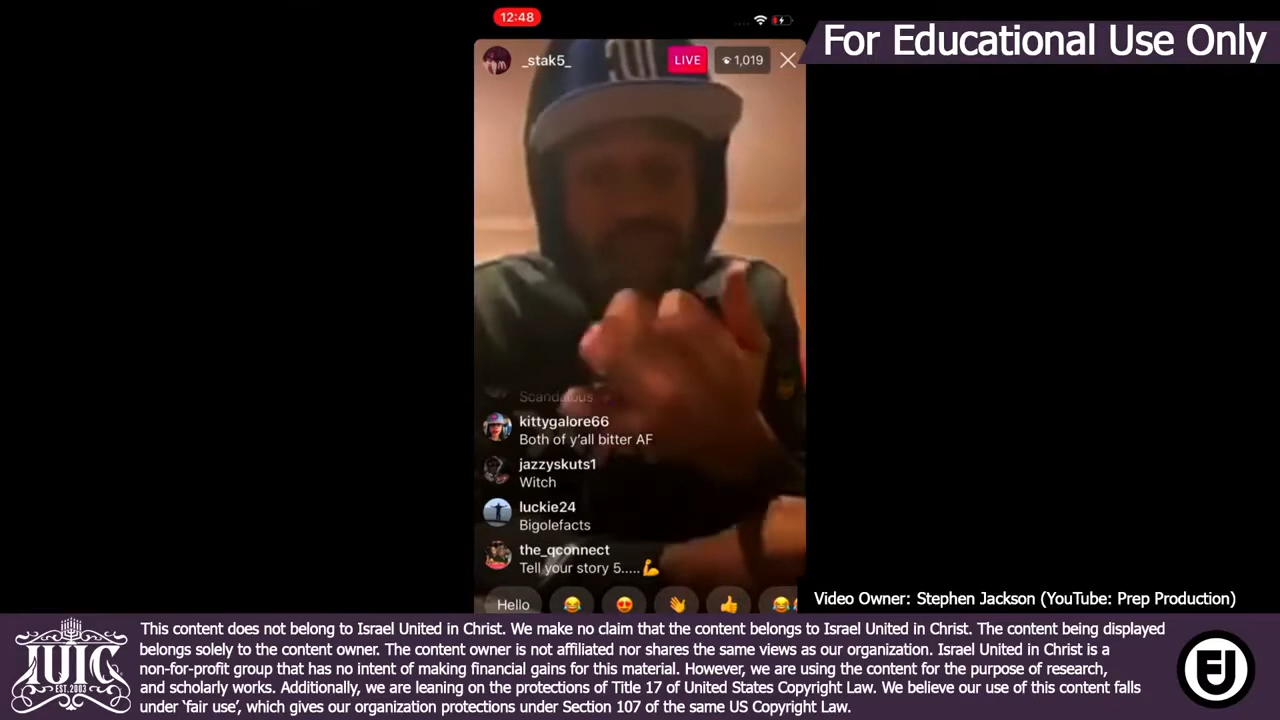 12:48
For Educational Use Only
_stak5_
LIVE
1,019
Scandalous
kittygalore66
Both of y'all bitter AF
jazzyskuts1
Witch
luckie24
Bigolefacts
the_qconnect
Tell your story 5.....💪
Hello
Video Owner: Stephen Jackson (YouTube: Prep Production)
This content does not belong to Israel United in Christ. We make no claim that the content belongs to Israel United in Christ. The content being displayed
belongs solely to the content owner. The content owner is not affiliated nor shares the same views as our organization. Israel United in Christ is a
non-for-profit group that has no intent of making financial gains for this material. However, we are using the content for the purpose of research,
and scholarly works. Additionally, we are leaning on the protections of Title 17 of United States Copyright Law. We believe our use of this content falls
under 'fair use', which gives our organization protections under Section 107 of the same US Copyright Law.
IUIC
EST.2003